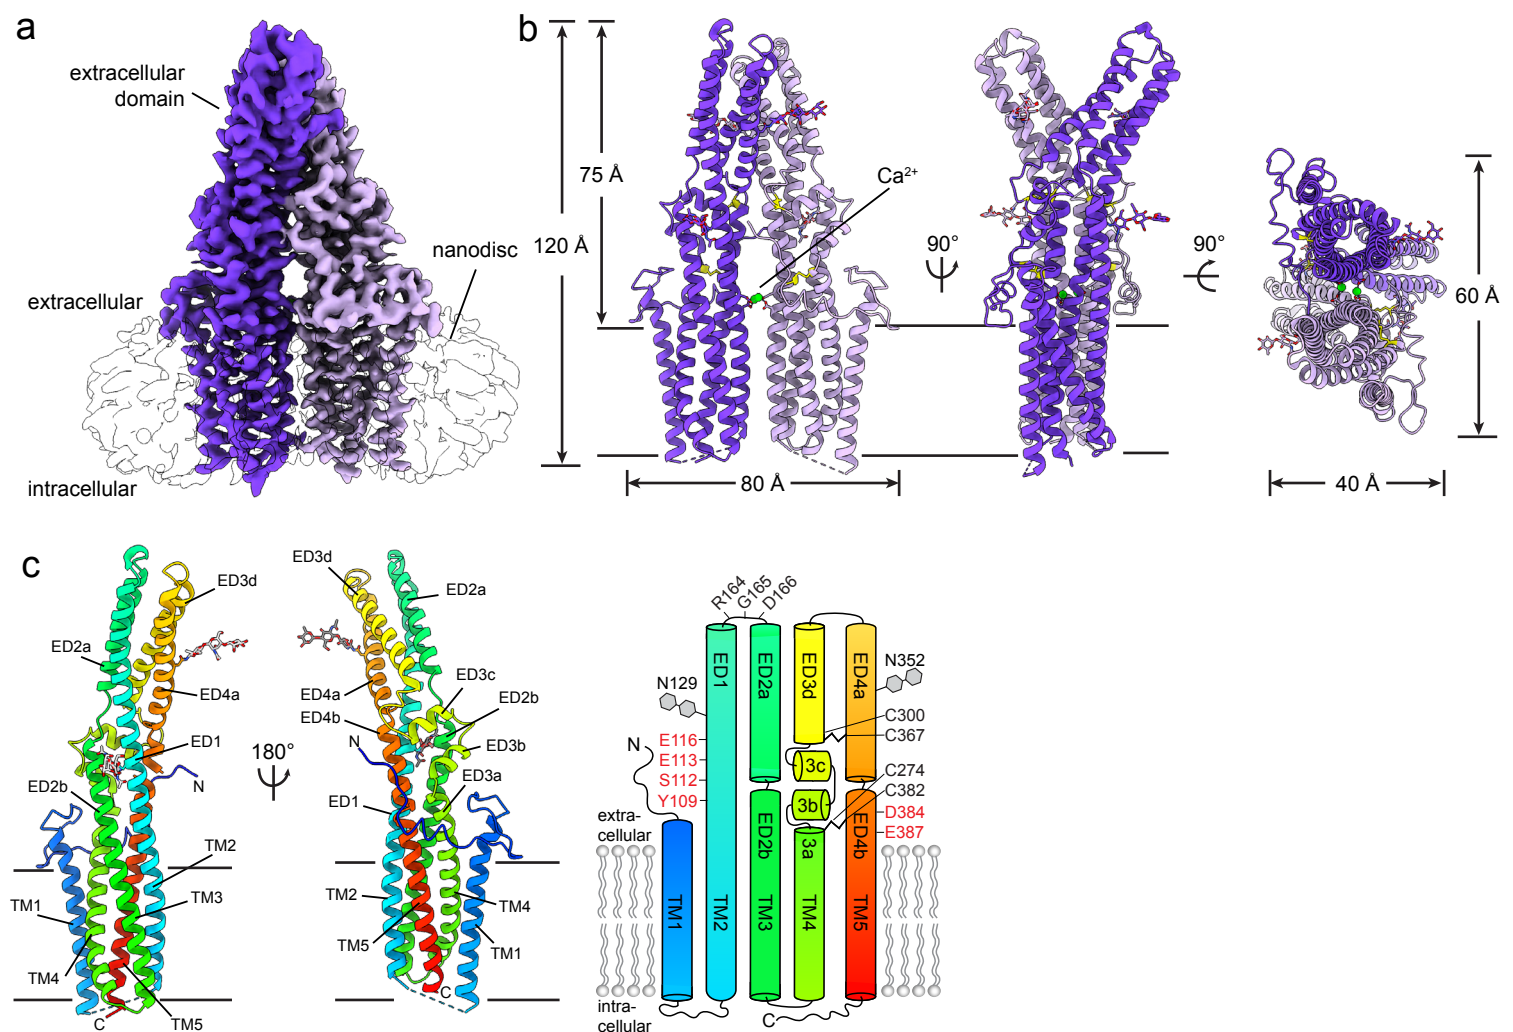 a
extracellular
domain
nanodisc
extracellular
intracellular
b
75 Å
120 Å
Ca²⁺
90°
90°
60 Å
80 Å
40 Å
c
ED3d
ED2a
ED4a
ED1
N
ED2b
TM2
TM3
TM1
TM4
TM5
C
180°
ED3d
ED2a
ED3c
ED4a
ED2b
ED4b
N
ED3b
ED3a
ED1
TM2
TM4
TM5
TM1
C
R164
G165
D166
N129
N352
ED1
ED2a
ED3d
ED4a
N
E116
E113
S112
Y109
C300
C367
3c
C274
C382
3b
D384
E387
extra-
cellular
ED2b
3a
ED4b
TM1
TM2
TM3
TM4
TM5
intra-
cellular
C